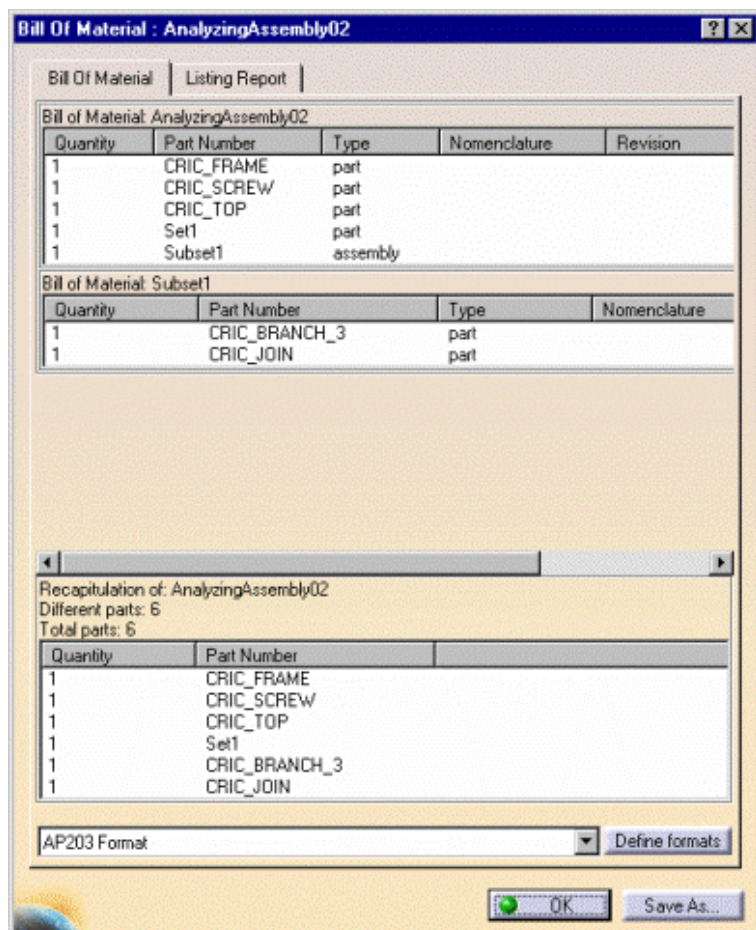 Bill Of Material : AnalyzingAssembly02
Bill Of Material Listing Report
Bill of Material: AnalyzingAssembly02
Quantity Part Number Type Nomenclature Revision
1 CRIC_FRAME part
1 CRIC_SCREW part
1 CRIC_TOP part
1 Set1 part
1 Subset1 assembly
Bill of Material: Subset1
Quantity Part Number Type Nomenclature
1 CRIC_BRANCH_3 part
1 CRIC_JOIN part
Recapitulation of: AnalyzingAssembly02
Different parts: 6
Total parts: 6
Quantity Part Number
1 CRIC_FRAME
1 CRIC_SCREW
1 CRIC_TOP
1 Set1
1 CRIC_BRANCH_3
1 CRIC_JOIN
AP203 Format Define formats
OK Save As...